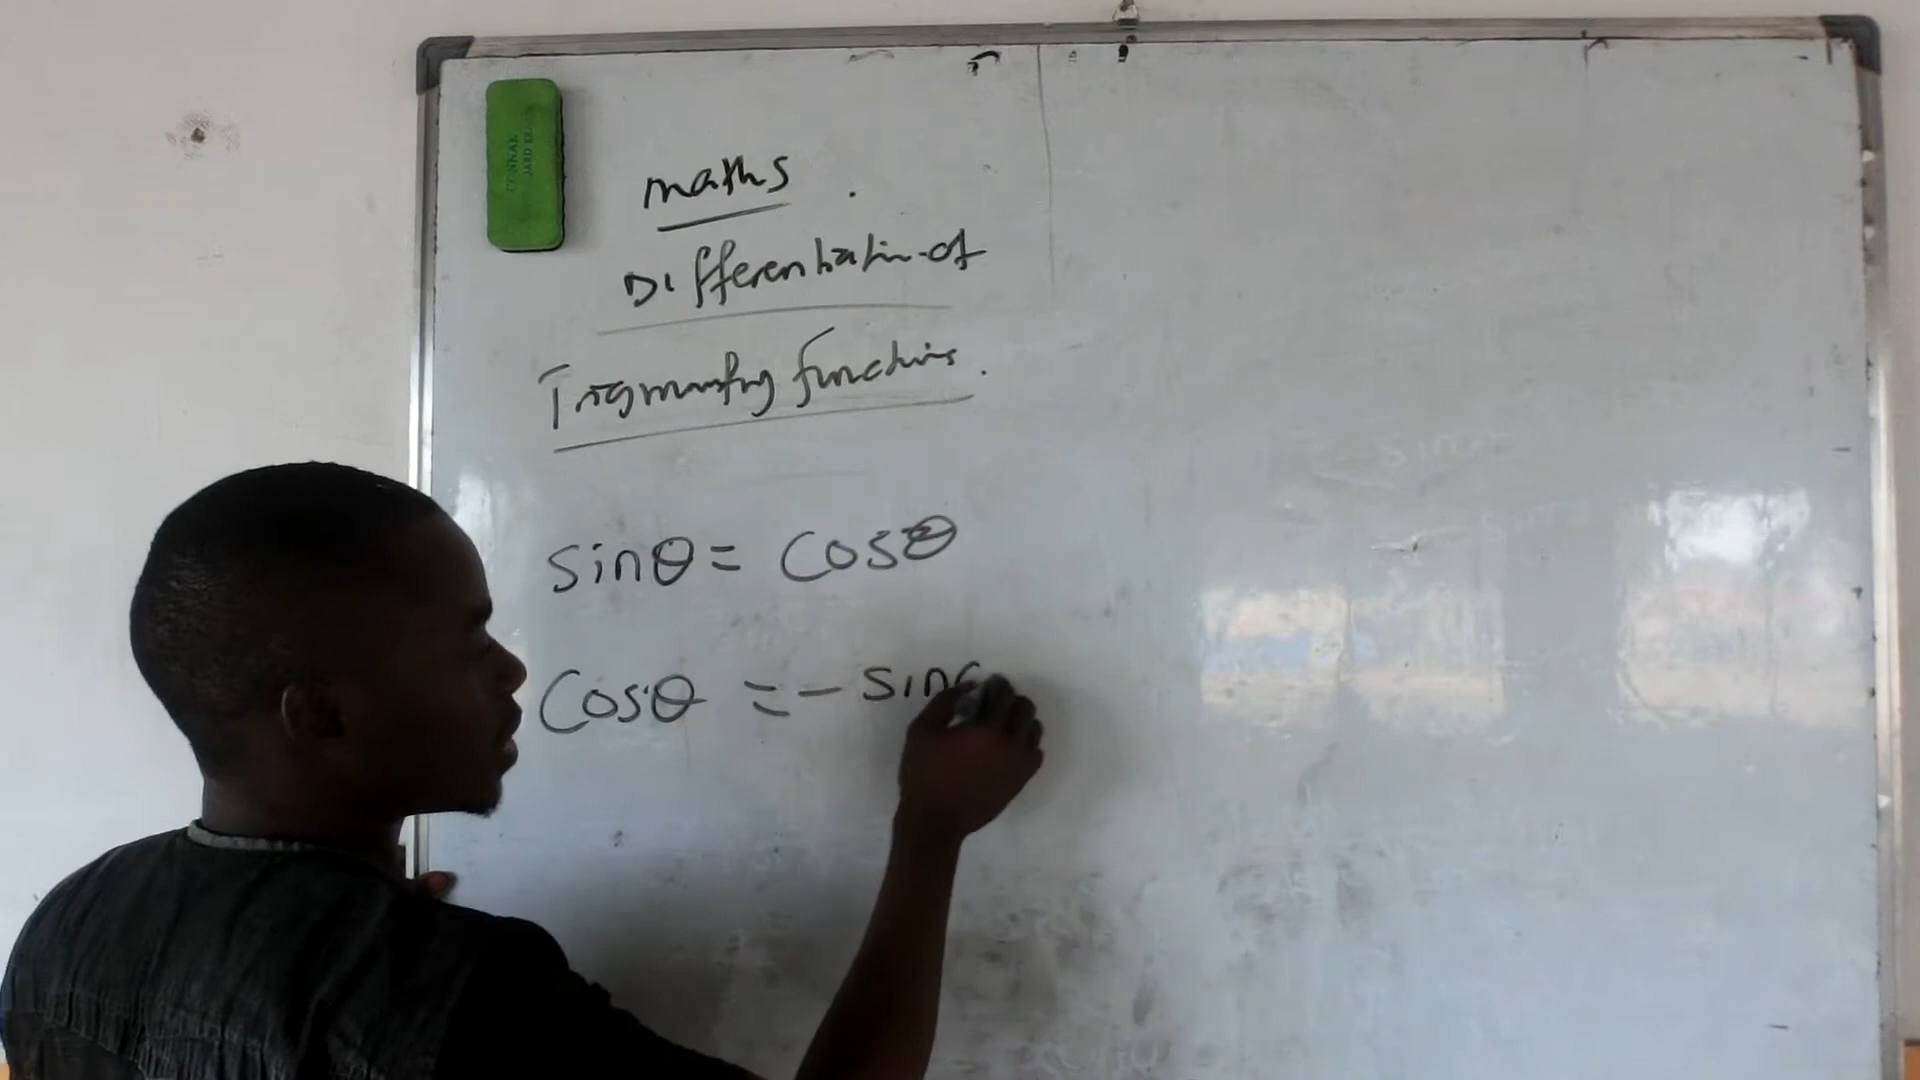 maths
Differentiation of
Trigonometry functions.
sinθ = cosθ
cosθ = - sin